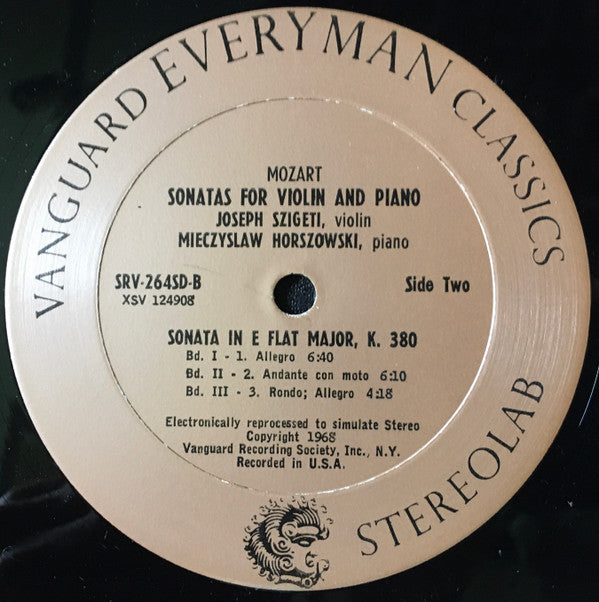 VANGUARD EVERYMAN CLASSICS
MOZART
SONATAS FOR VIOLIN AND PIANO
JOSEPH SZIGETI, violin
MIECZYSLAW HORSZOWSKI, piano
SRV-264SD-B Side Two
XSV 124908
SONATA IN E FLAT MAJOR, K. 380
Bd. I - 1. Allegro 6:40
Bd. II - 2. Andante con moto 6:10
Bd. III - 3. Rondo; Allegro 4:18
Electronically reprocessed to simulate Stereo
Copyright 1968
Vanguard Recording Society, Inc., N.Y.
Recorded in U.S.A.
STEREOLAB